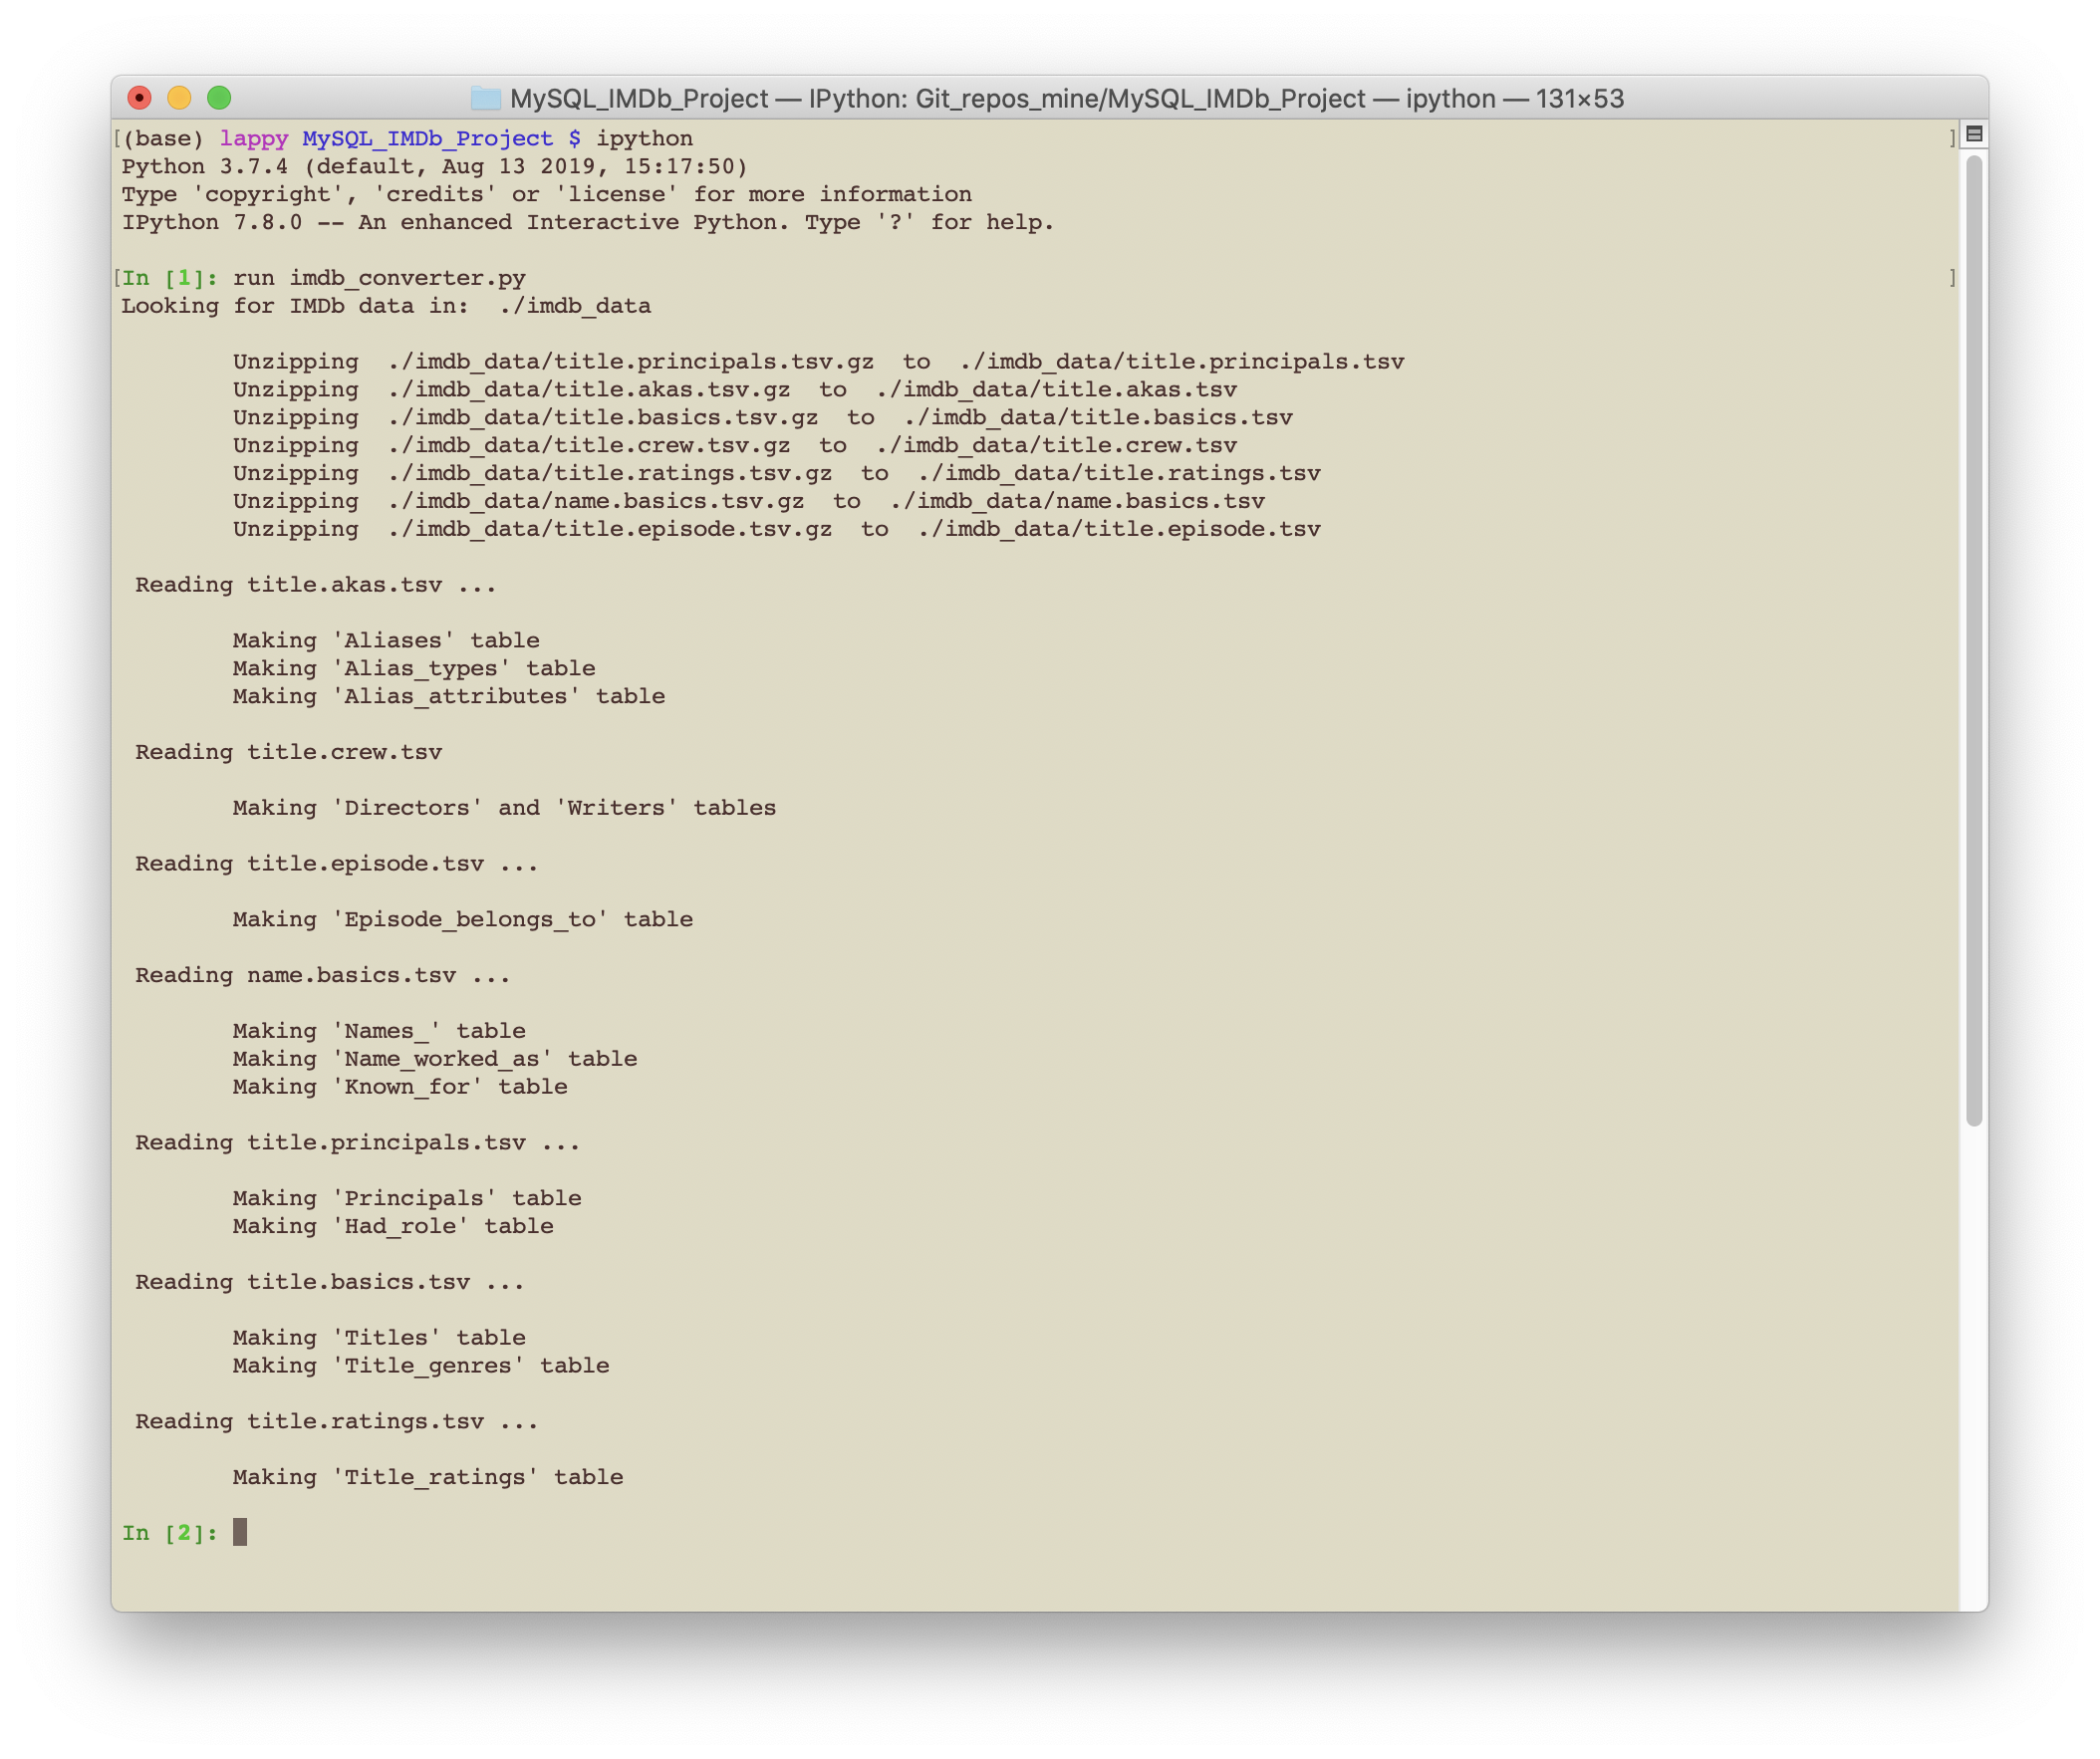 MySQL_IMDb_Project — IPython: Git_repos_mine/MySQL_IMDb_Project — ipython — 131×53
[(base) lappy MySQL_IMDb_Project $ ipython ]
Python 3.7.4 (default, Aug 13 2019, 15:17:50)
Type 'copyright', 'credits' or 'license' for more information
IPython 7.8.0 -- An enhanced Interactive Python. Type '?' for help.
[In [1]: run imdb_converter.py ]
Looking for IMDb data in:  ./imdb_data
Unzipping  ./imdb_data/title.principals.tsv.gz  to  ./imdb_data/title.principals.tsv
Unzipping  ./imdb_data/title.akas.tsv.gz  to  ./imdb_data/title.akas.tsv
Unzipping  ./imdb_data/title.basics.tsv.gz  to  ./imdb_data/title.basics.tsv
Unzipping  ./imdb_data/title.crew.tsv.gz  to  ./imdb_data/title.crew.tsv
Unzipping  ./imdb_data/title.ratings.tsv.gz  to  ./imdb_data/title.ratings.tsv
Unzipping  ./imdb_data/name.basics.tsv.gz  to  ./imdb_data/name.basics.tsv
Unzipping  ./imdb_data/title.episode.tsv.gz  to  ./imdb_data/title.episode.tsv
Reading title.akas.tsv ...
Making 'Aliases' table
Making 'Alias_types' table
Making 'Alias_attributes' table
Reading title.crew.tsv
Making 'Directors' and 'Writers' tables
Reading title.episode.tsv ...
Making 'Episode_belongs_to' table
Reading name.basics.tsv ...
Making 'Names_' table
Making 'Name_worked_as' table
Making 'Known_for' table
Reading title.principals.tsv ...
Making 'Principals' table
Making 'Had_role' table
Reading title.basics.tsv ...
Making 'Titles' table
Making 'Title_genres' table
Reading title.ratings.tsv ...
Making 'Title_ratings' table
In [2]: